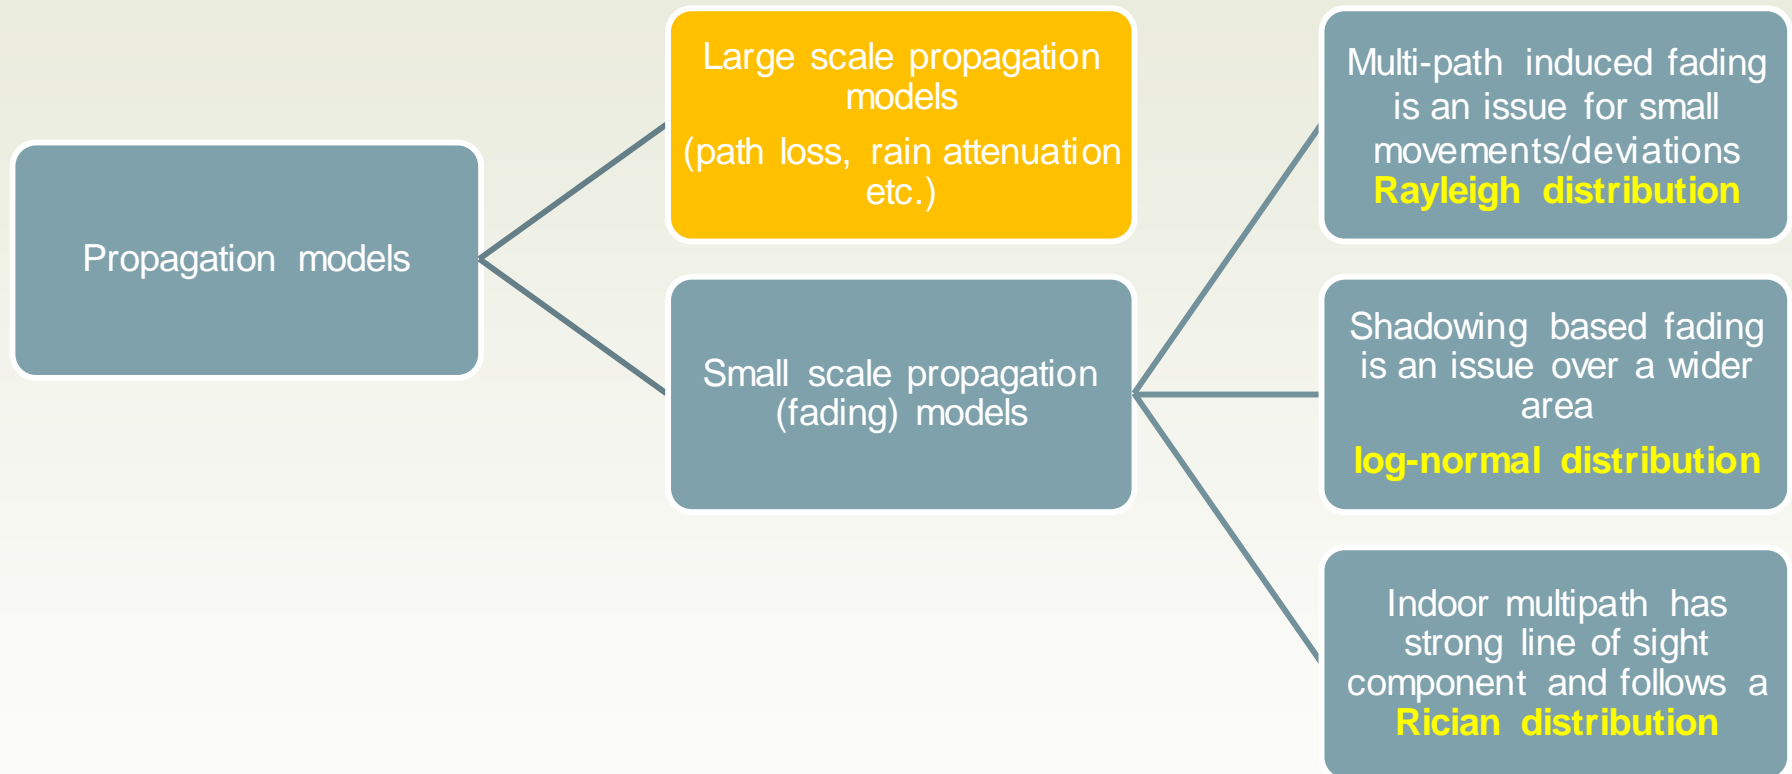 Propagation models
Large scale propagation
models
(path loss, rain attenuation
etc.)
Small scale propagation
(fading) models
Multi-path induced fading
is an issue for small
movements/deviations
Rayleigh distribution
Shadowing based fading
is an issue over a wider
area
log-normal distribution
Indoor multipath has
strong line of sight
component and follows a
Rician distribution